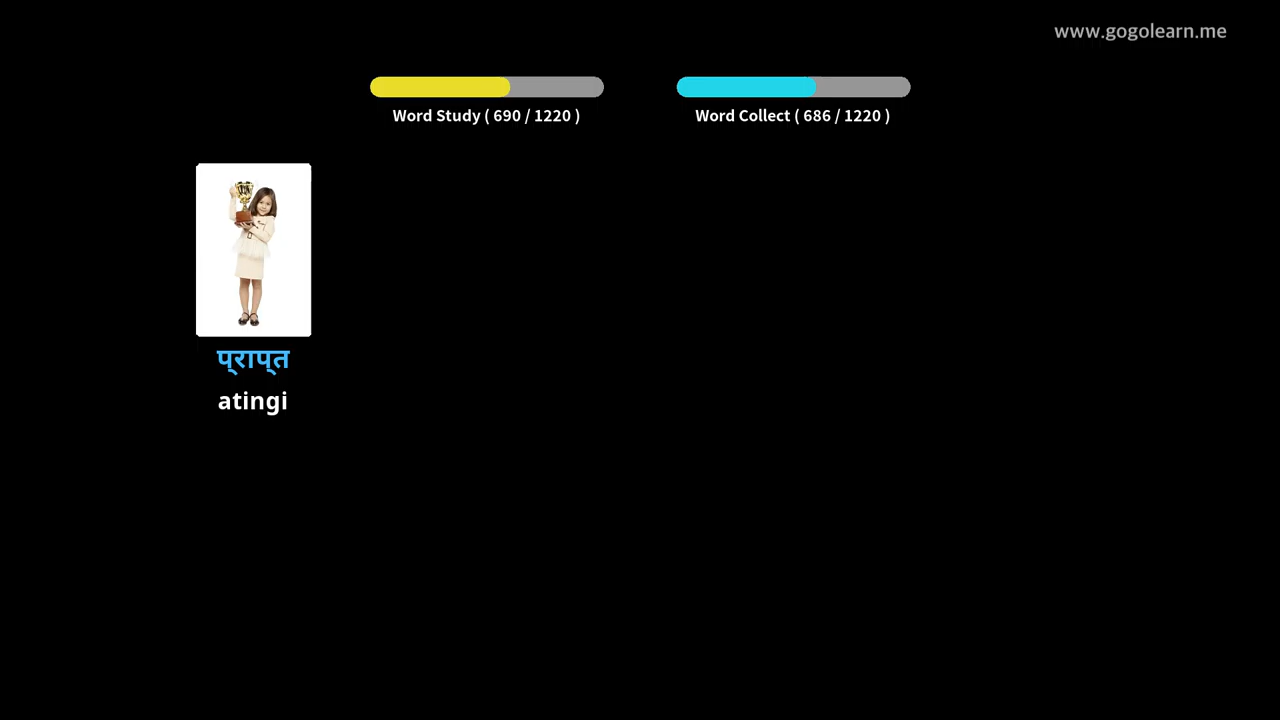 www.gogolearn.me
Word Study ( 690 / 1220 )
Word Collect ( 686 / 1220 )
प्राप्त
atingi